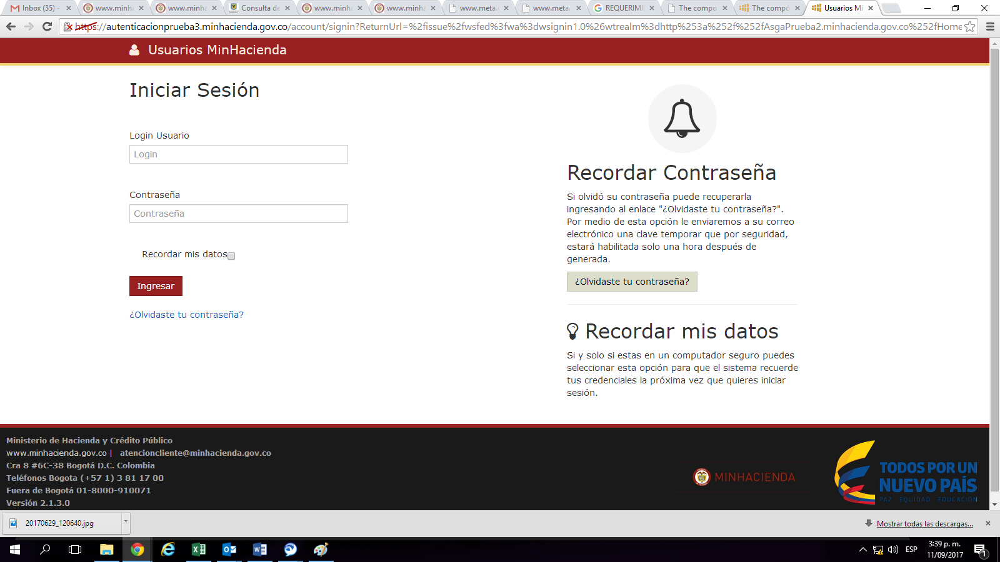 Inbox (35) -
www.minh
www.minh
Consulta de
www.minh
www.minh
www.meta.
www.meta.
REQUERIMI
The compo
The compo
Usuarios Mi
https://autenticacionprueba3.minhacienda.gov.co/account/signin?ReturnUrl=%2fissue%2fwsfed%3fwa%3dwsignin1.0%26wtrealm%3dhttp%253a%252f%252fAsgaPrueba2.minhacienda.gov.co%252fHome
Usuarios MinHacienda
Iniciar Sesión
Login Usuario
Login
Contraseña
Contraseña
Recordar mis datos
Ingresar
¿Olvidaste tu contraseña?
Recordar Contraseña
Si olvidó su contraseña puede recuperarla
ingresando al enlace "¿Olvidaste tu contraseña?".
Por medio de esta opción le enviaremos a su correo
electrónico una clave temporar que por seguridad,
estará habilitada solo una hora después de
generada.
¿Olvidaste tu contraseña?
Recordar mis datos
Si y solo si estas en un computador seguro puedes
seleccionar esta opción para que el sistema recuerde
tus credenciales la próxima vez que quieres iniciar
sesión.
Ministerio de Hacienda y Crédito Público
www.minhacienda.gov.co | atencioncliente@minhacienda.gov.co
Cra 8 #6C-38 Bogotá D.C. Colombia
Teléfonos Bogota (+57 1) 3 81 17 00
Fuera de Bogotá 01-8000-910071
Versión 2.1.3.0
MINHACIENDA
TODOS POR UN
NUEVO PAÍS
PAZ EQUIDAD EDUCACIÓN
20170629_120640.jpg
Mostrar todas las descargas...
ESP
3:39 p. m.
11/09/2017
1